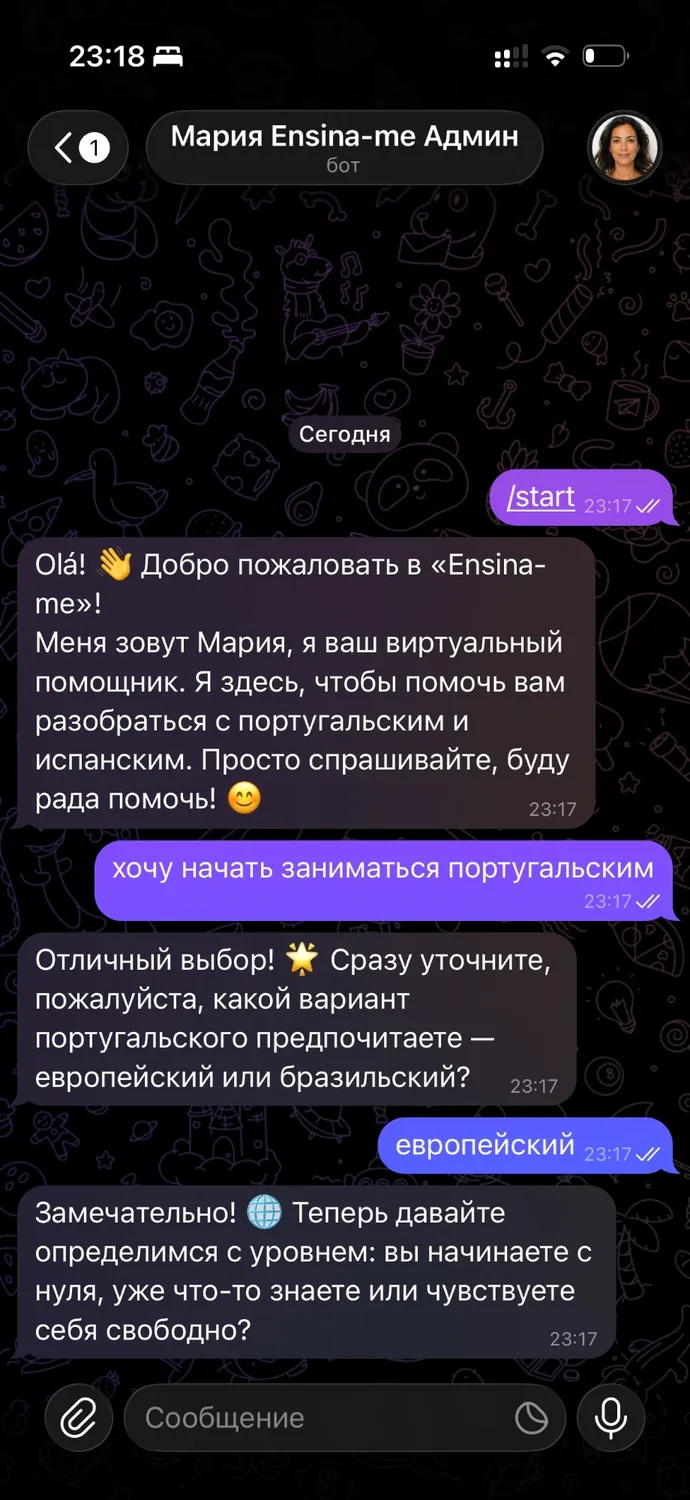 23:18
1
Мария Ensina-me Админ
бот
Сегодня
/start 23:17
Olá! 👋 Добро пожаловать в «Ensina-
me»!
Меня зовут Мария, я ваш виртуальный
помощник. Я здесь, чтобы помочь вам
разобраться с португальским и
испанским. Просто спрашивайте, буду
рада помочь! 😊 23:17
хочу начать заниматься португальским
23:17
Отличный выбор! 🌟 Сразу уточните,
пожалуйста, какой вариант
португальского предпочитаете —
европейский или бразильский? 23:17
европейский 23:17
Замечательно! 🌐 Теперь давайте
определимся с уровнем: вы начинаете с
нуля, уже что-то знаете или чувствуете
себя свободно? 23:17
Сообщение